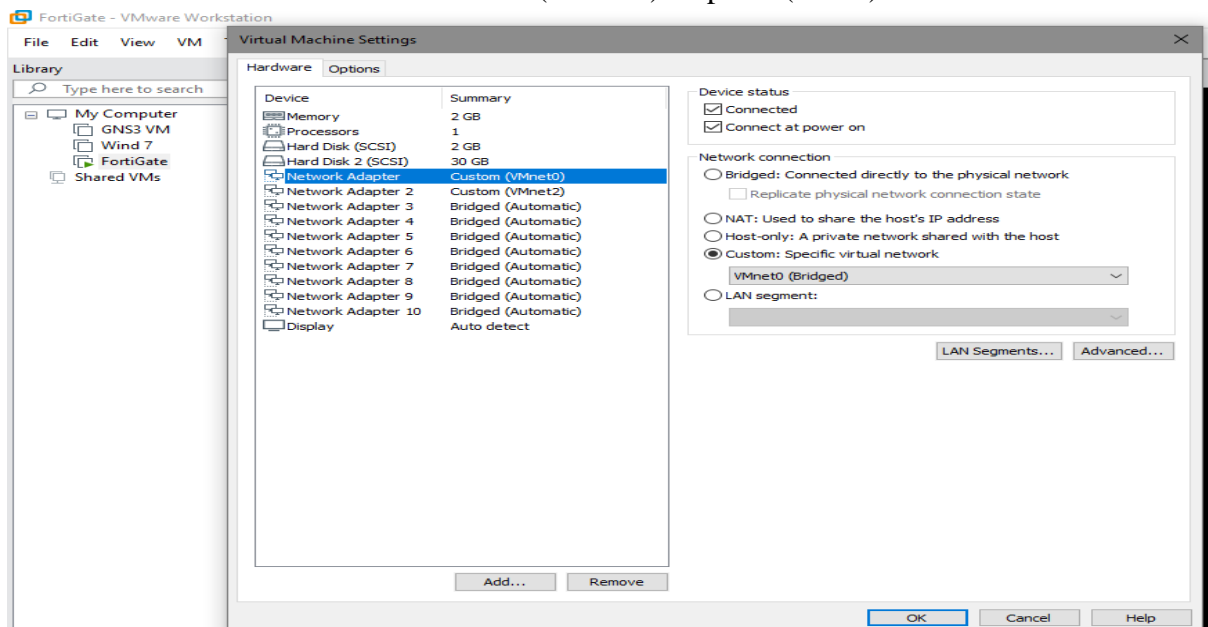 FortiGate - VMware Workstation
File Edit View VM
Virtual Machine Settings
Library
Type here to search
My Computer
GNS3 VM
Wind 7
FortiGate
Shared VMs
Hardware Options
Device Summary
Memory 2 GB
Processors 1
Hard Disk (SCSI) 2 GB
Hard Disk 2 (SCSI) 30 GB
Network Adapter Custom (VMnet0)
Network Adapter 2 Custom (VMnet2)
Network Adapter 3 Bridged (Automatic)
Network Adapter 4 Bridged (Automatic)
Network Adapter 5 Bridged (Automatic)
Network Adapter 6 Bridged (Automatic)
Network Adapter 7 Bridged (Automatic)
Network Adapter 8 Bridged (Automatic)
Network Adapter 9 Bridged (Automatic)
Network Adapter 10 Bridged (Automatic)
Display Auto detect
Add... Remove
Device status
Connected
Connect at power on
Network connection
Bridged: Connected directly to the physical network
Replicate physical network connection state
NAT: Used to share the host's IP address
Host-only: A private network shared with the host
Custom: Specific virtual network
VMnet0 (Bridged)
LAN segment:
LAN Segments... Advanced...
OK Cancel Help